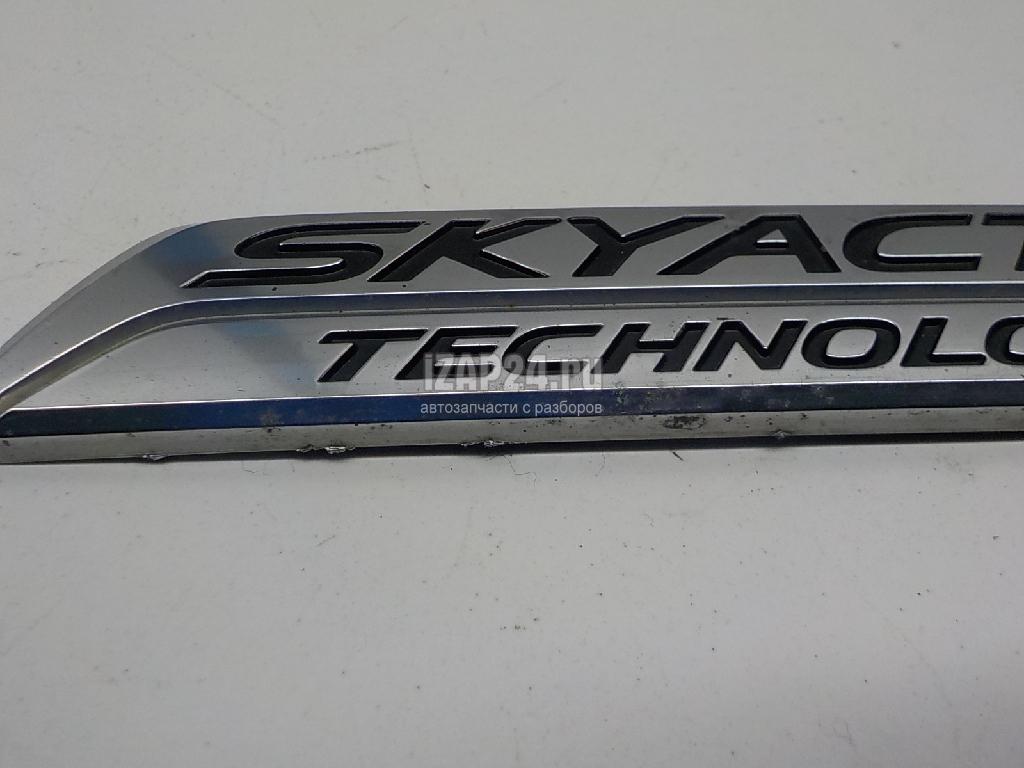 SKYACT
TECHNOLO
iZAP24.ru
автозапчасти с разборов